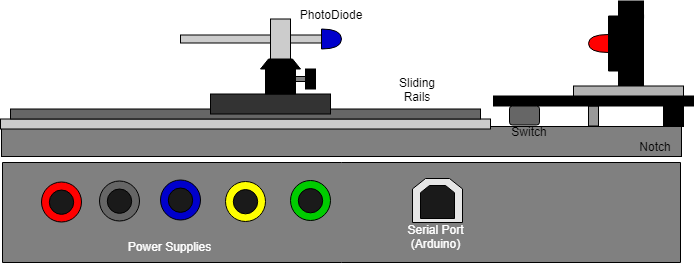 PhotoDiode
Sliding
Rails
Switch
Notch
Power Supplies
Serial Port
(Arduino)